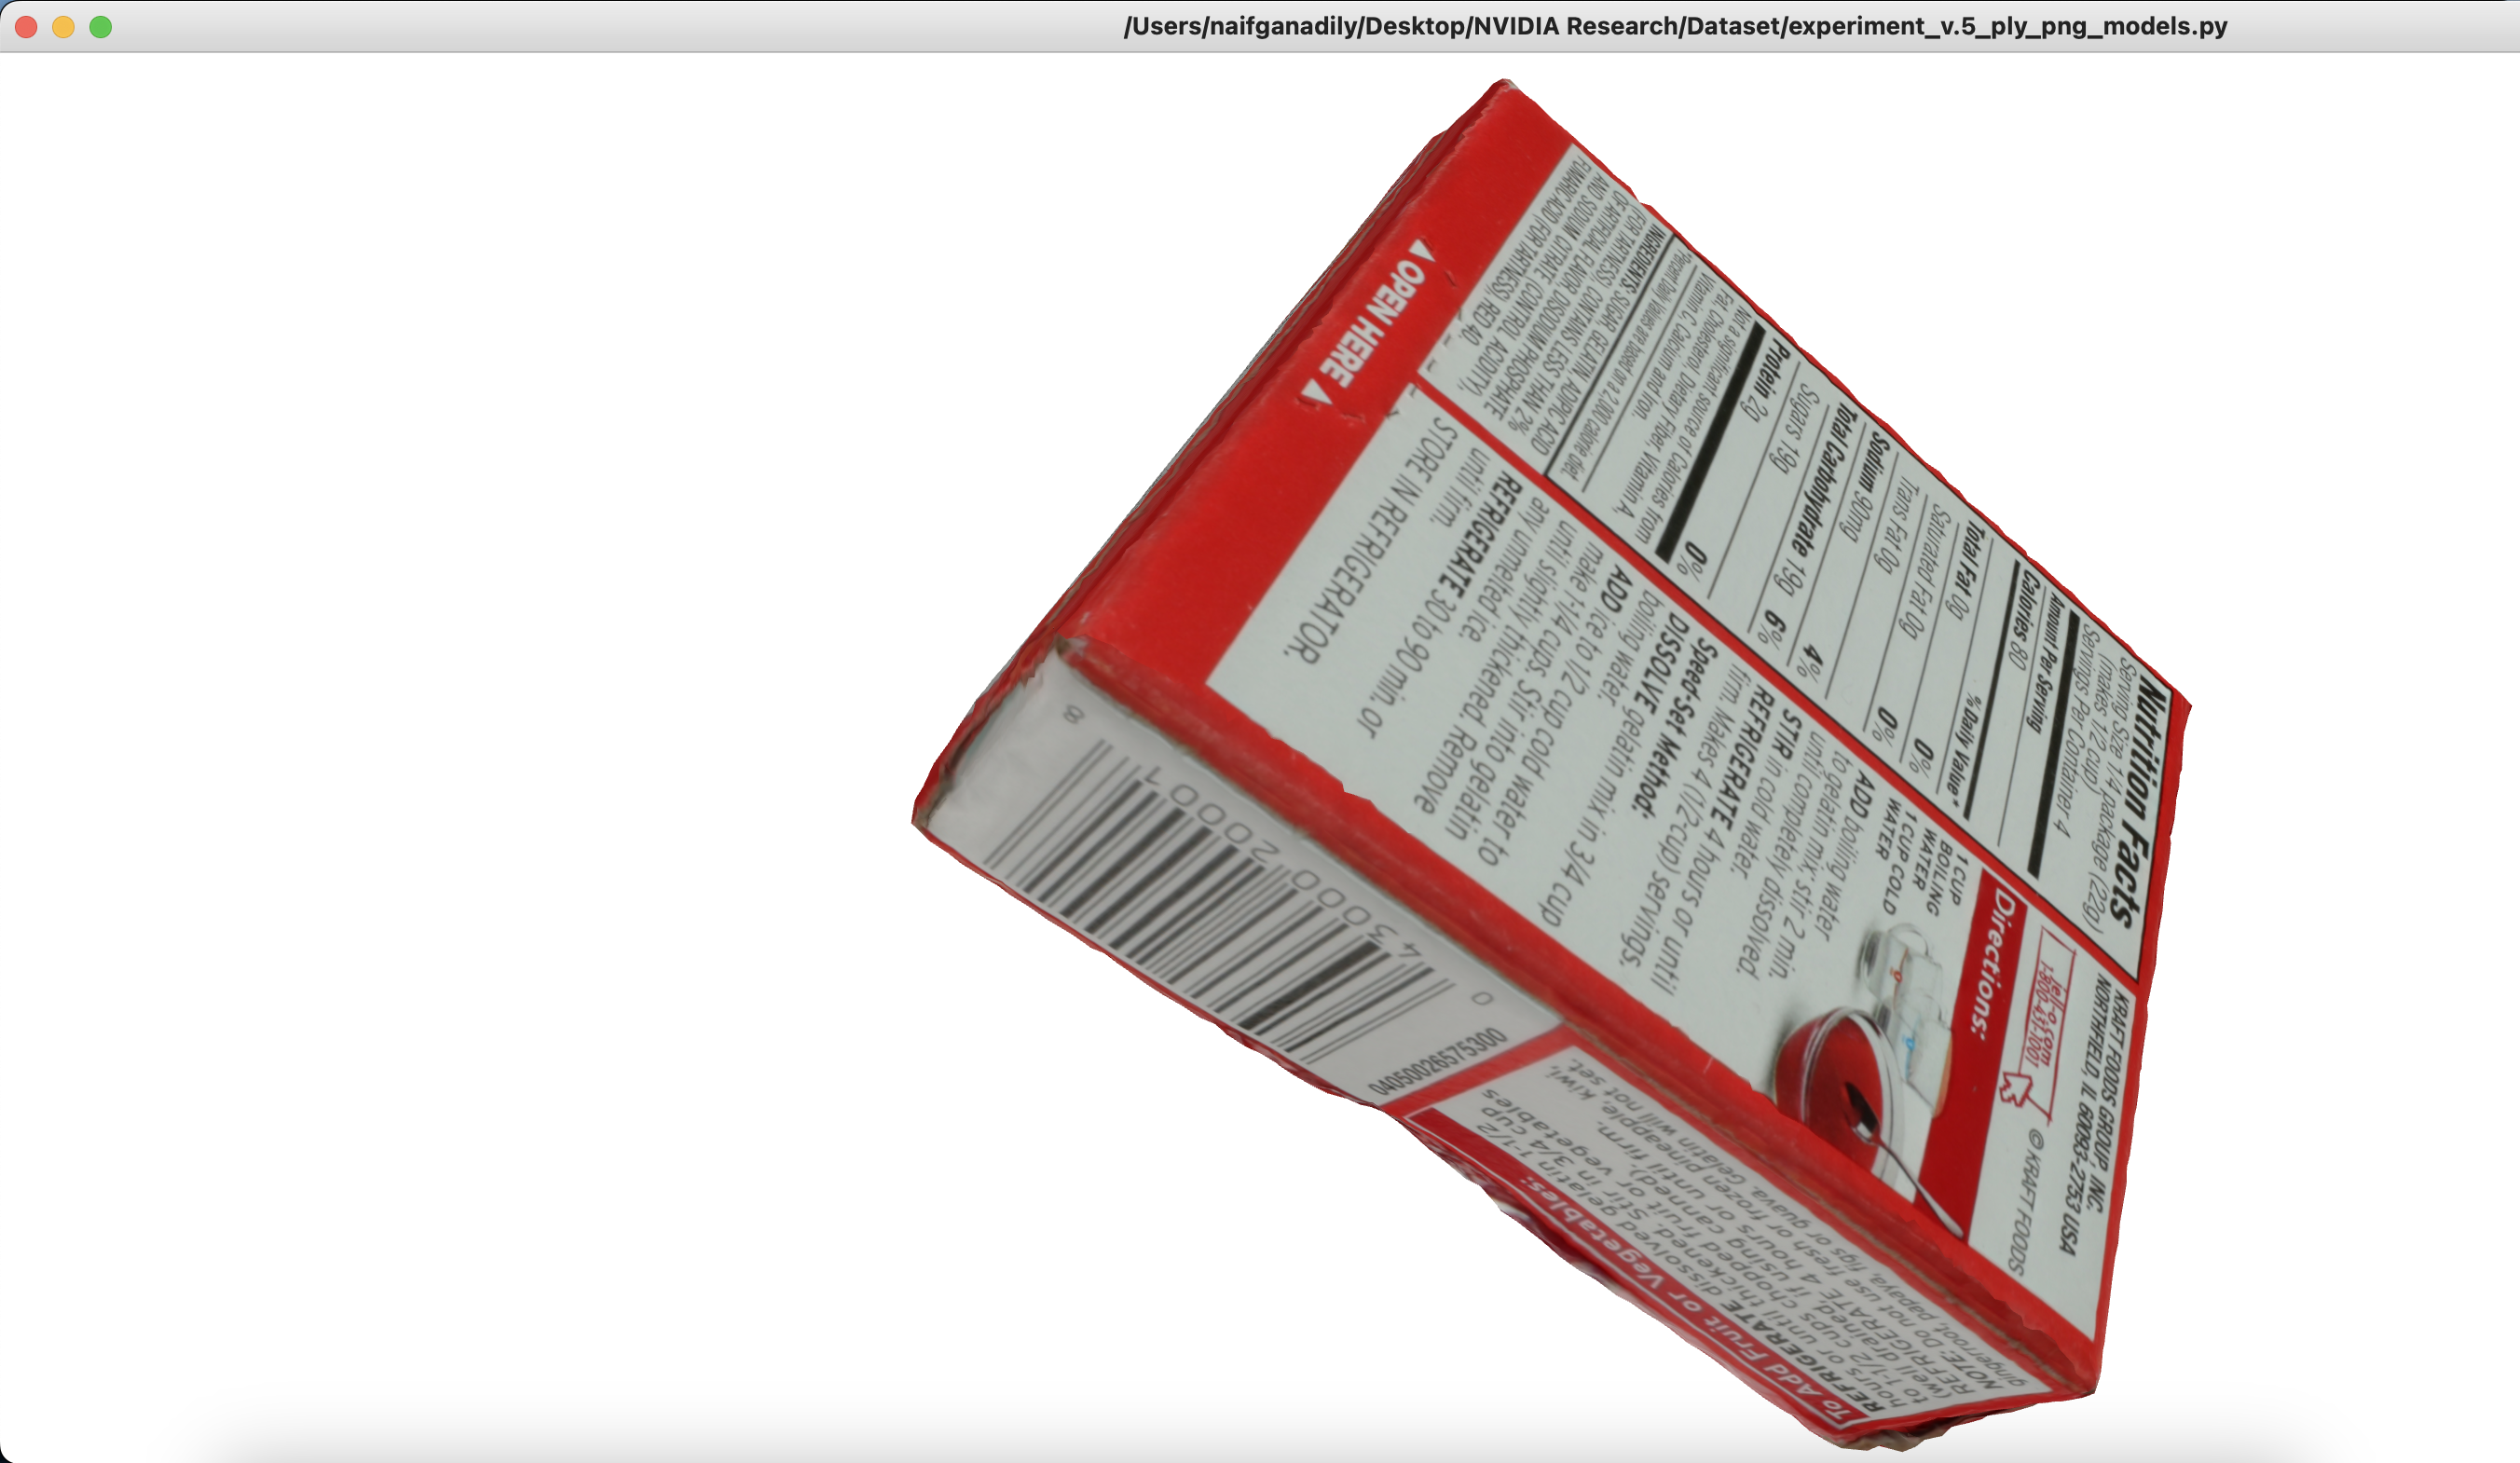 /Users/naifganadily/Desktop/NVIDIA Research/Dataset/experiment_v.5_ply_png_models.py
Nutrition Facts
Serving Size 1/4 package (22g)
(makes 1/2 cup)
Servings Per Container 4
Amount Per Serving
Calories 80
% Daily Value*
Total Fat 0g 0%
Saturated Fat 0g 0%
Trans Fat 0g
Sodium 90mg 4%
Total Carbohydrate 19g 6%
Sugars 19g
Protein 2g 0%
Not a significant source of Calories from
Fat, Cholesterol, Dietary Fiber, Vitamin A,
Vitamin C, Calcium and Iron.
*Percent Daily Values are based on a 2,000 calorie diet.
INGREDIENTS: SUGAR, GELATIN, ADIPIC ACID
(FOR TARTNESS), CONTAINS LESS THAN 2%
OF ARTIFICIAL FLAVOR, DISODIUM PHOSPHATE
AND SODIUM CITRATE (CONTROL ACIDITY),
FUMARIC ACID (FOR TARTNESS), RED 40.
KRAFT FOODS GROUP, INC.
NORTHFIELD, IL 60093-2753 USA
© KRAFT FOODS
jell-o.com
1-800-431-1001
Directions:
1 CUP
BOILING
WATER
1 CUP COLD
WATER
ADD boiling water
to gelatin mix; stir 2 min.
until completely dissolved.
STIR in cold water.
REFRIGERATE 4 hours or until
firm. Makes 4 (1/2-cup) servings.
Speed-Set Method:
DISSOLVE gelatin mix in 3/4 cup
boiling water.
ADD ice to 1/2 cup cold water to
make 1-1/4 cups. Stir into gelatin
until slightly thickened. Remove
any unmelted ice.
REFRIGERATE 30 to 90 min. or
until firm.
STORE IN REFRIGERATOR.
OPEN HERE
0 43000 20001 8
04050026575300
To Add Fruit or Vegetables:
REFRIGERATE dissolved gelatin 1-1/2
hours or until thickened. Stir in 3/4 cup
to 1-1/2 cups chopped fruit or vegetables
(well drained, if using canned).
REFRIGERATE 4 hours or until firm.
NOTE: Do not use fresh or frozen pineapple, kiwi,
gingerroot, papaya, figs or guava. Gelatin will not set.